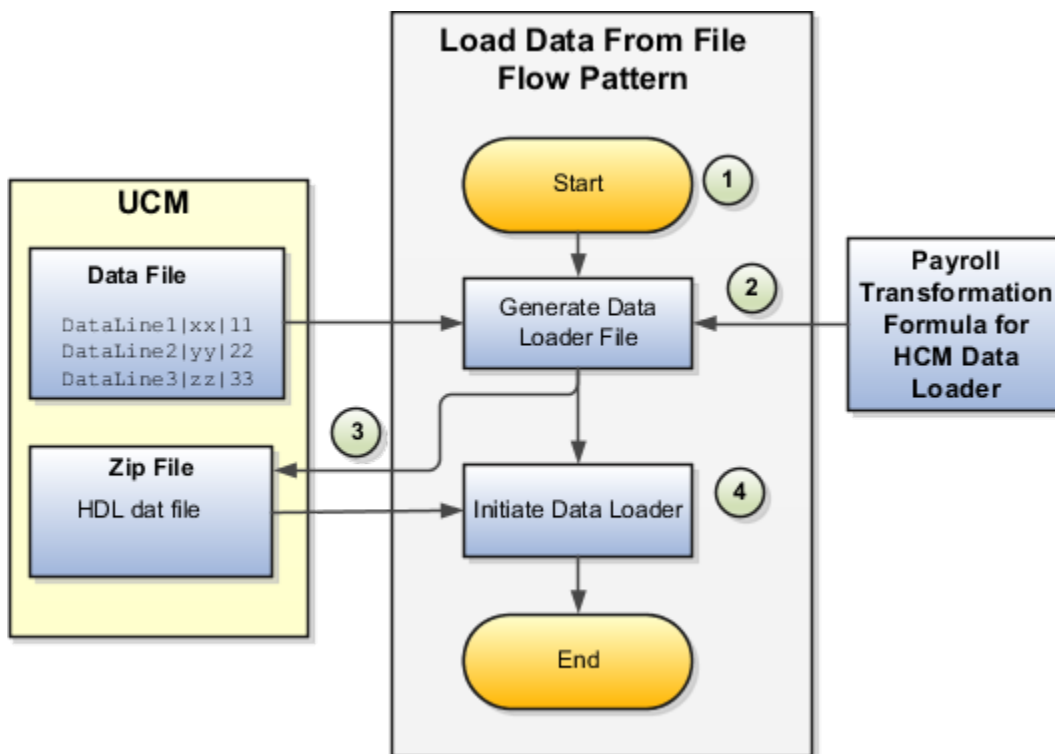 Load Data From File
Flow Pattern
Start
1
UCM
Data File
DataLine1|xx|11
DataLine2|yy|22
DataLine3|zz|33
Generate Data
Loader File
2
Payroll
Transformation
Formula for
HCM Data
Loader
3
Zip File
HDL dat file
Initiate Data Loader
4
End